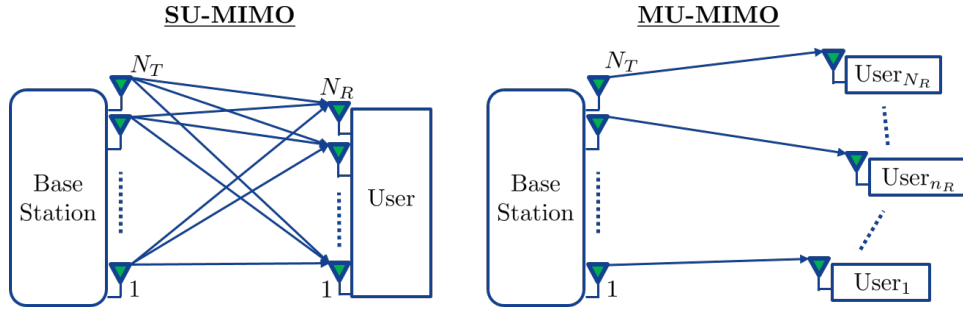 SU-MIMO
N_T
N_R
Base
Station
User
1
1
MU-MIMO
N_T
User_{N_R}
Base
Station
User_{n_R}
1
User_1